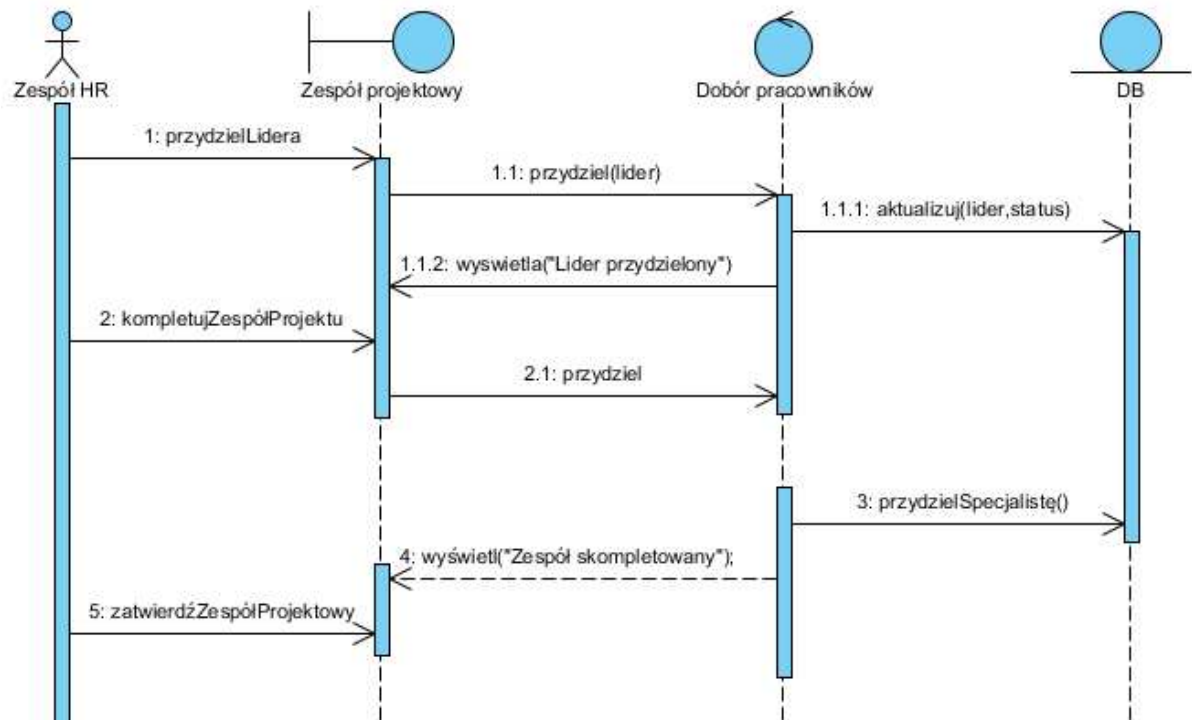 Zespół HR
Zespół projektowy
Dobór pracowników
DB
1: przydzielLidera
1.1: przydziel(lider)
1.1.1: aktualizuj(lider,status)
1.1.2: wyswietla("Lider przydzielony")
2: kompletujZespółProjektu
2.1: przydziel
3: przydzielSpecjalistę()
4: wyświetl("Zespół skompletowany");
5: zatwierdźZespółProjektowy